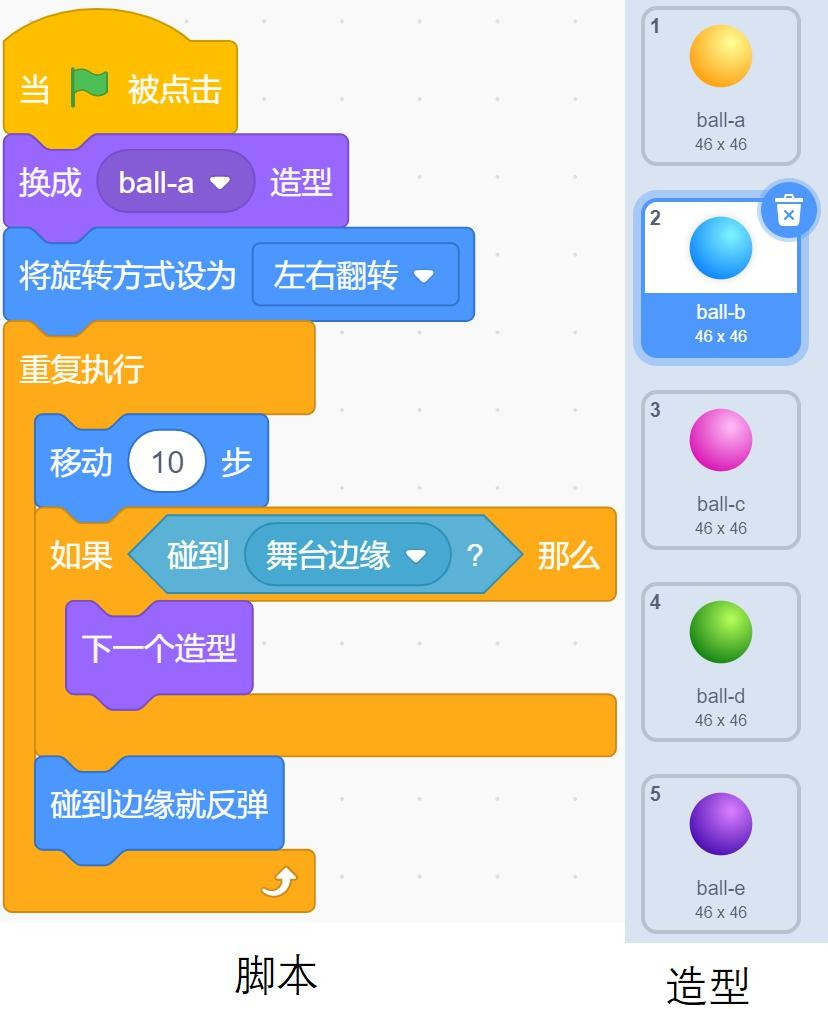 当 被点击
换成 ball-a 造型
将旋转方式设为 左右翻转
重复执行
移动 10 步
如果 碰到 舞台边缘 ? 那么
下一个造型
碰到边缘就反弹
脚本
1
ball-a
46 x 46
2
ball-b
46 x 46
3
ball-c
46 x 46
4
ball-d
46 x 46
5
ball-e
46 x 46
造型